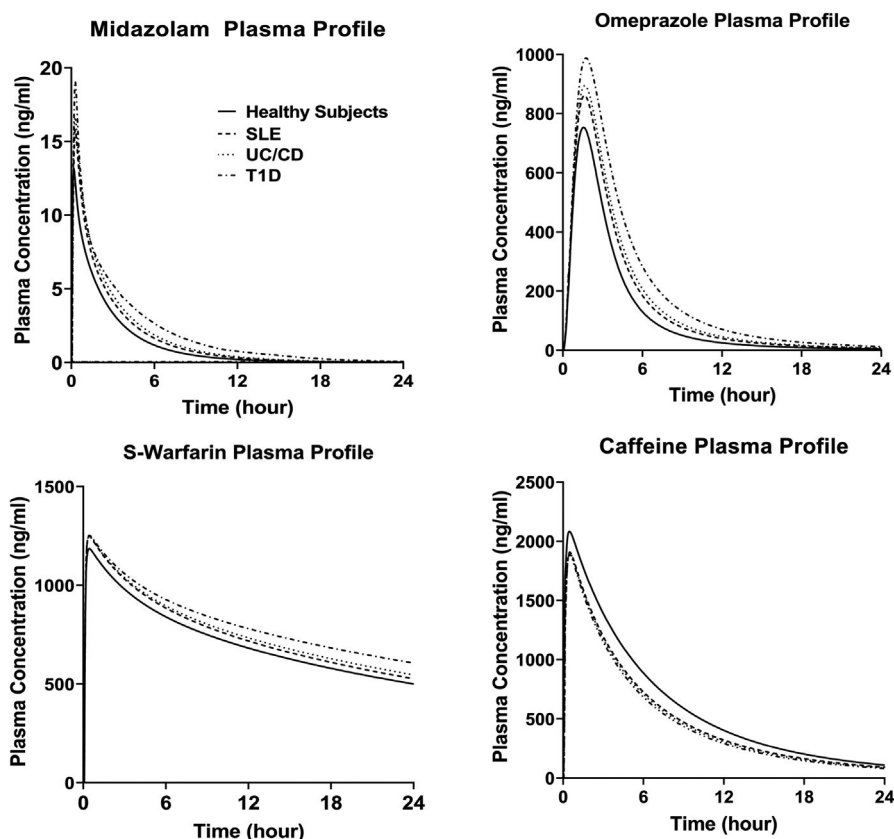 Midazolam Plasma Profile
Plasma Concentration (ng/ml)
20
15
10
5
0
Healthy Subjects
SLE
UC/CD
T1D
0 6 12 18 24
Time (hour)
Omeprazole Plasma Profile
Plasma Concentration (ng/ml)
1000
800
600
400
200
0
0 6 12 18 24
Time (hour)
S-Warfarin Plasma Profile
Plasma Concentration (ng/ml)
1500
1000
500
0
0 6 12 18 24
Time (hour)
Caffeine Plasma Profile
Plasma Concentration (ng/ml)
2500
2000
1500
1000
500
0
0 6 12 18 24
Time (hour)